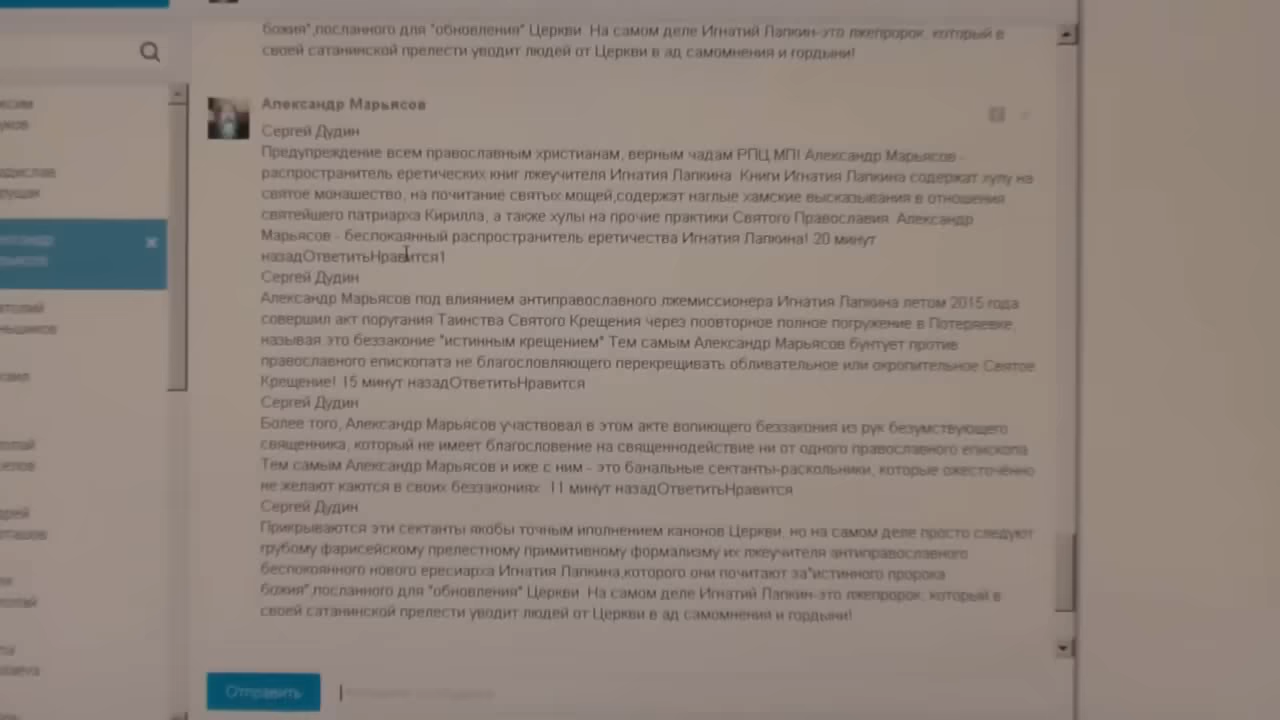 божия",посланного для "обновления" Церкви. На самом деле Игнатий Лапкин-это лжепророк, который в
своей сатанинской прелести уводит людей от Церкви в ад самомнения и гордыни!
Александр Марьясов
Сергей Дудин
Предупреждение всем православным христианам, верным чадам РПЦ МП! Александр Марьясов -
распространитель еретических книг лжеучителя Игнатия Лапкина. Книги Игнатия Лапкина содержат хулу на
святое монашество, на почитание святых мощей,содержат наглые хамские высказывания в отношении
святейшего патриарха Кирилла, а также хулы на прочие практики Святого Православия. Александр
Марьясов - беспокаянный распространитель еретичества Игнатия Лапкина! 20 минут
назадОтветитьНравится1
Сергей Дудин
Александр Марьясов под влиянием антиправославного лжемиссионера Игнатия Лапкина летом 2015 года
совершил акт поругания Таинства Святого Крещения через поовторное полное погружение в Потеряевке,
называя это беззаконие "истинным крещением" Тем самым Александр Марьясов бунтует против
православного епископата не благословляющего перекрещивать обливательное или окропительное Святое
Крещение! 15 минут назадОтветитьНравится
Сергей Дудин
Более того, Александр Марьясов участвовал в этом акте вопиющего беззакония из рук безумствующего
священника, который не имеет благословение на священнодействие ни от одного православного епископа.
Тем самым Александр Марьясов и иже с ним - это банальные сектанты-раскольники, которые ожесточённо
не желают каются в своих беззакониях. 11 минут назадОтветитьНравится
Сергей Дудин
Прикрываются эти сектанты якобы точным иполнением канонов Церкви, но на самом деле просто следуют
грубому фарисейскому прелестному примитивному формализму их лжеучителя антиправославного
беспокоянного нового ересиарха Игнатия Лапкина,которого они почитают за"истинного пророка
божия",посланного для "обновления" Церкви. На самом деле Игнатий Лапкин-это лжепророк, который в
своей сатанинской прелести уводит людей от Церкви в ад самомнения и гордыни!
Отправить